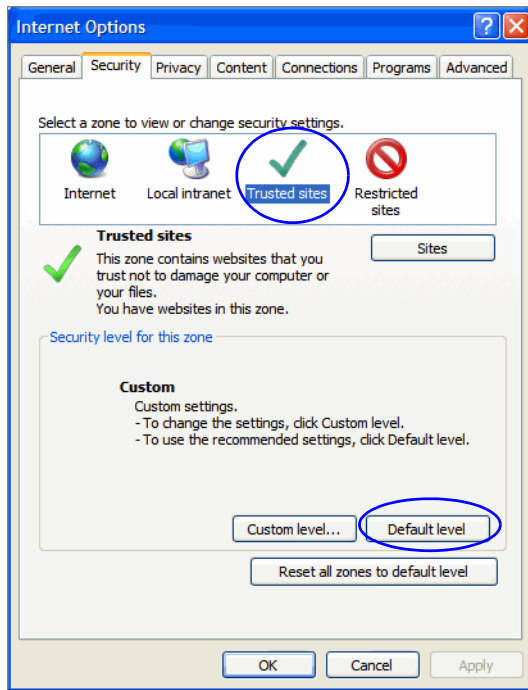 Internet Options
General Security Privacy Content Connections Programs Advanced
Select a zone to view or change security settings.
Internet Local intranet Trusted sites Restricted
sites
Trusted sites
Sites
This zone contains websites that you
trust not to damage your computer or
your files.
You have websites in this zone.
Security level for this zone
Custom
Custom settings.
- To change the settings, click Custom level.
- To use the recommended settings, click Default level.
Custom level... Default level
Reset all zones to default level
OK Cancel Apply